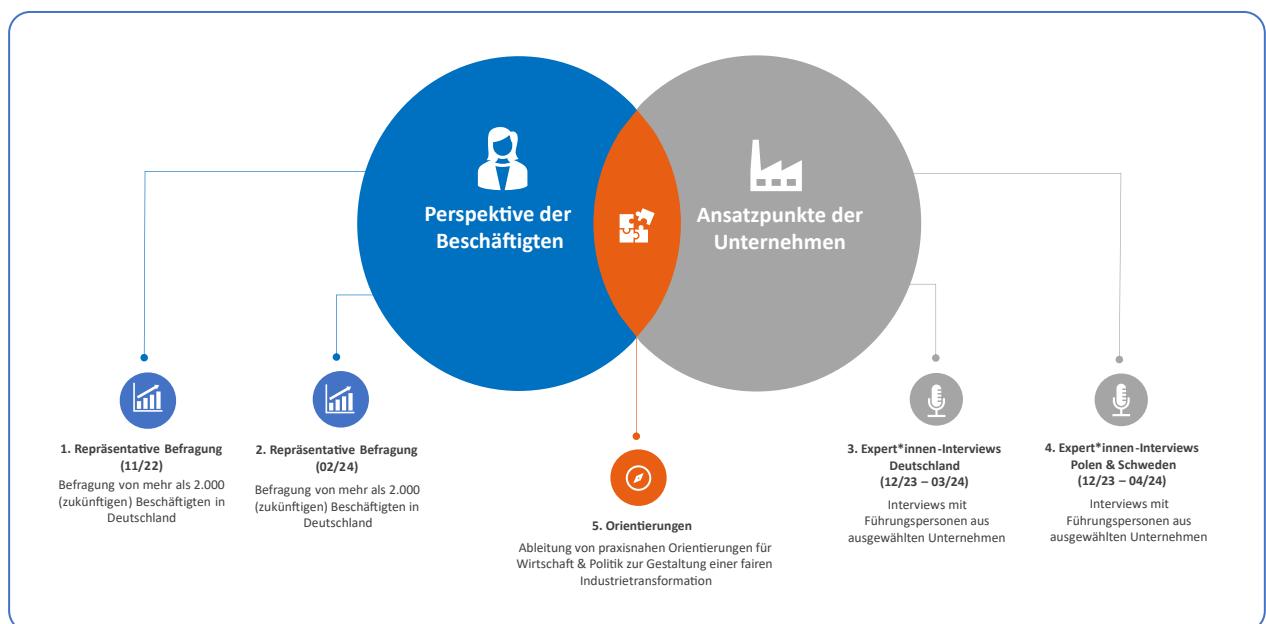 Perspektive der
Beschäftigten
Ansatzpunkte der
Unternehmen
1. Repräsentative Befragung
(11/22)
Befragung von mehr als 2.000
(zukünftigen) Beschäftigten in
Deutschland
2. Repräsentative Befragung
(02/24)
Befragung von mehr als 2.000
(zukünftigen) Beschäftigten in
Deutschland
3. Expert*innen-Interviews
Deutschland
(12/23 – 03/24)
Interviews mit
Führungspersonen aus
ausgewählten Unternehmen
4. Expert*innen-Interviews
Polen & Schweden
(12/23 – 04/24)
Interviews mit
Führungspersonen aus
ausgewählten Unternehmen
5. Orientierungen
Ableitung von praxisnahen Orientierungen für
Wirtschaft & Politik zur Gestaltung einer fairen
Industrietransformation